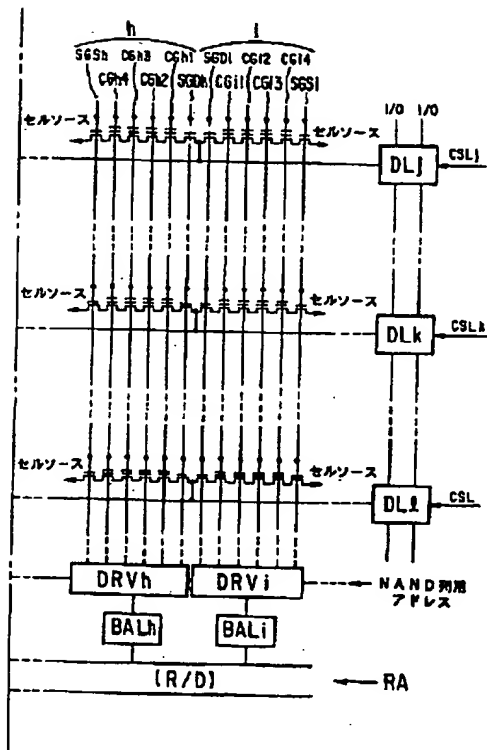 h i
SGSh CGh3 CGh1 SGDi CGi2 CGi4
CGh4 CGh2 SGDh CGi1 CGi3 SGSi
I/O I/O
セルソース セルソース
DLj CSLj
セルソース セルソース
DLk CSLk
セルソース セルソース
DLl CSL
DRVh DRVi NAND列用
アドレス
BALh BALi
(R/D) RA